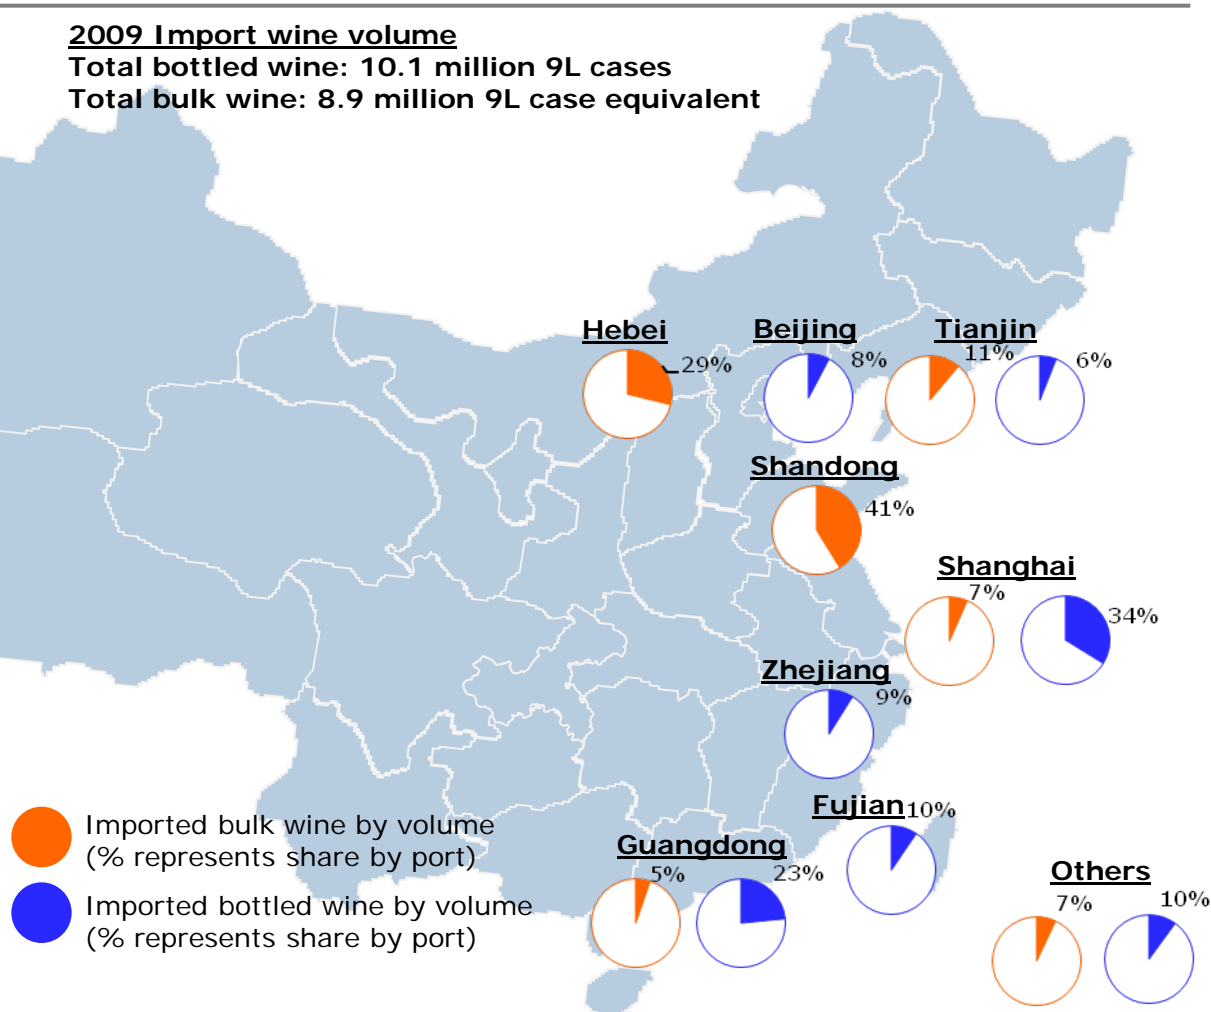 2009 Import wine volume
Total bottled wine: 10.1 million 9L cases
Total bulk wine: 8.9 million 9L case equivalent
Hebei
29%
Beijing
8%
Tianjin
11%
6%
Shandong
41%
Shanghai
7%
34%
Zhejiang
9%
Fujian
10%
Guangdong
5%
23%
Others
7%
10%
Imported bulk wine by volume
(% represents share by port)
Imported bottled wine by volume
(% represents share by port)